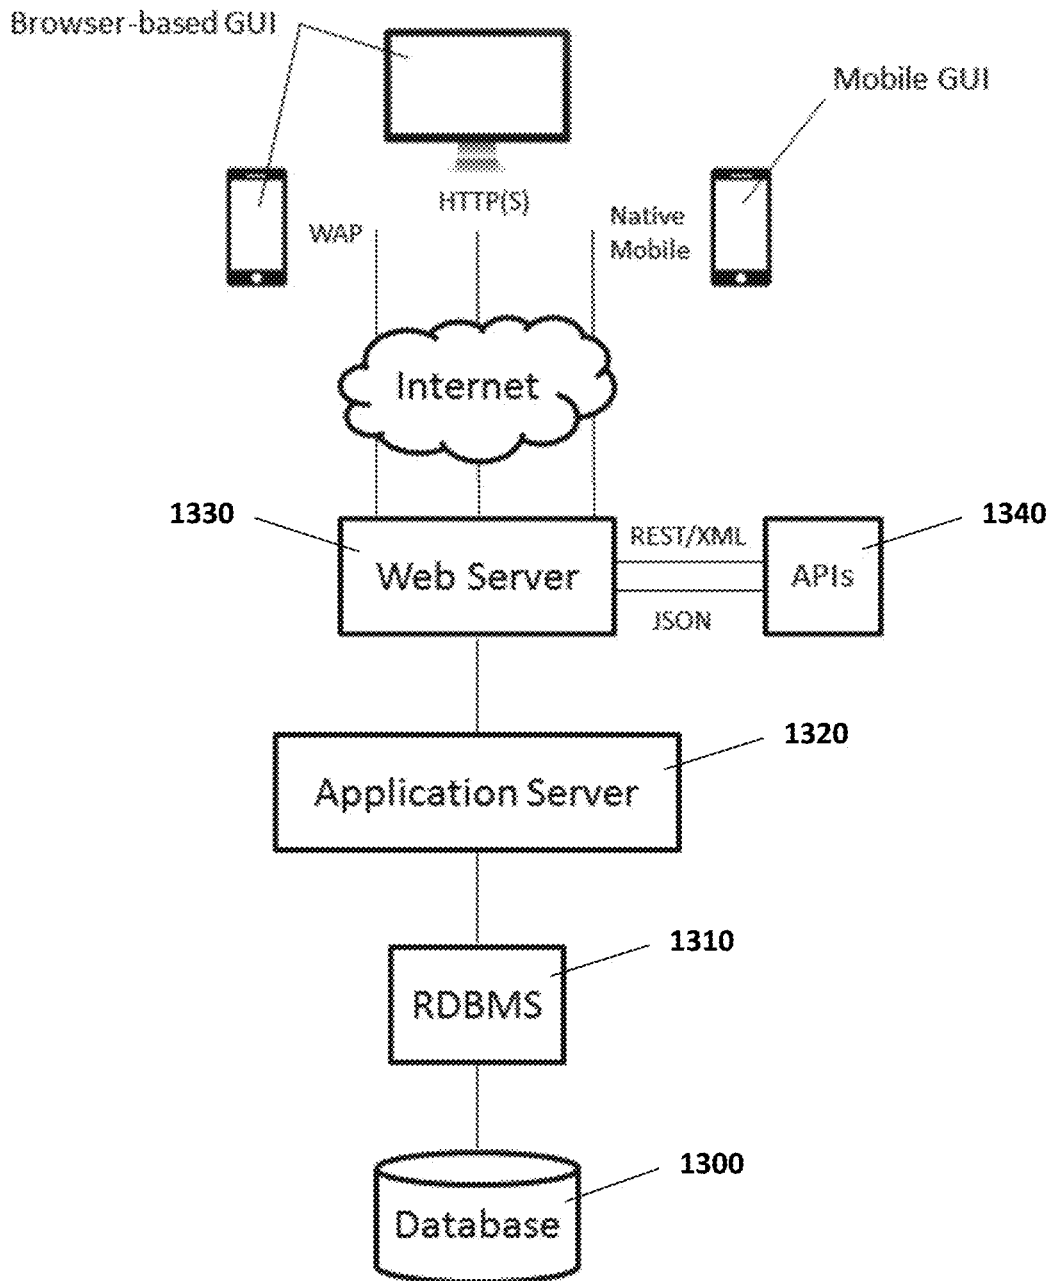 Browser-based GUI
Mobile GUI
HTTP(S)
WAP
Native
Mobile
Internet
1330
1340
REST/XML
Web Server
APIs
JSON
1320
Application Server
1310
RDBMS
1300
Database